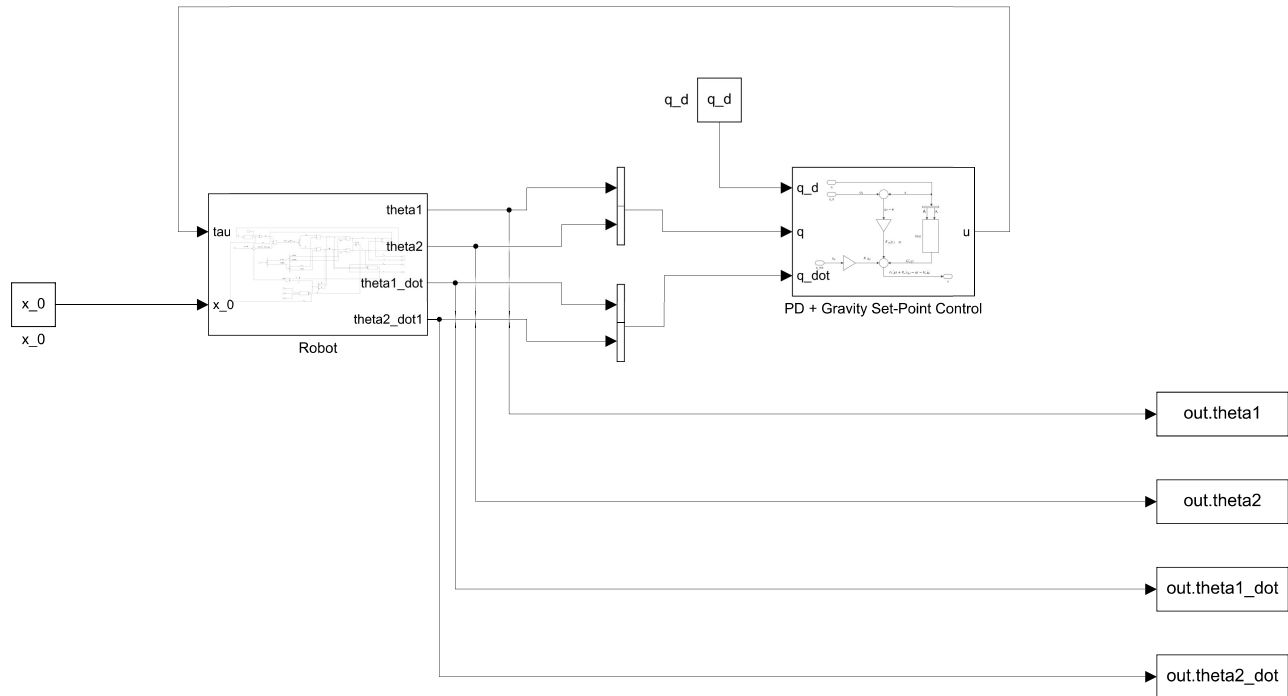 q_d
q_d
theta1
q_d
tau
theta2
q
u
theta1_dot
q_dot
x_0
x_0
theta2_dot1
PD + Gravity Set-Point Control
x_0
Robot
out.theta1
out.theta2
out.theta1_dot
out.theta2_dot